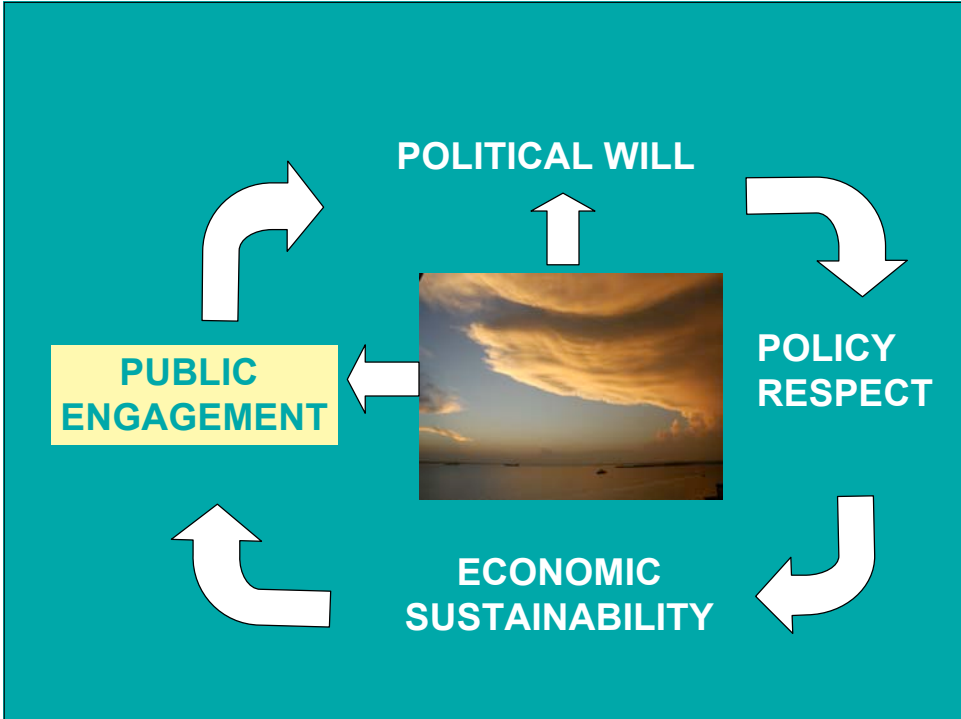 POLITICAL WILL
POLICY
RESPECT
PUBLIC
ENGAGEMENT
ECONOMIC
SUSTAINABILITY